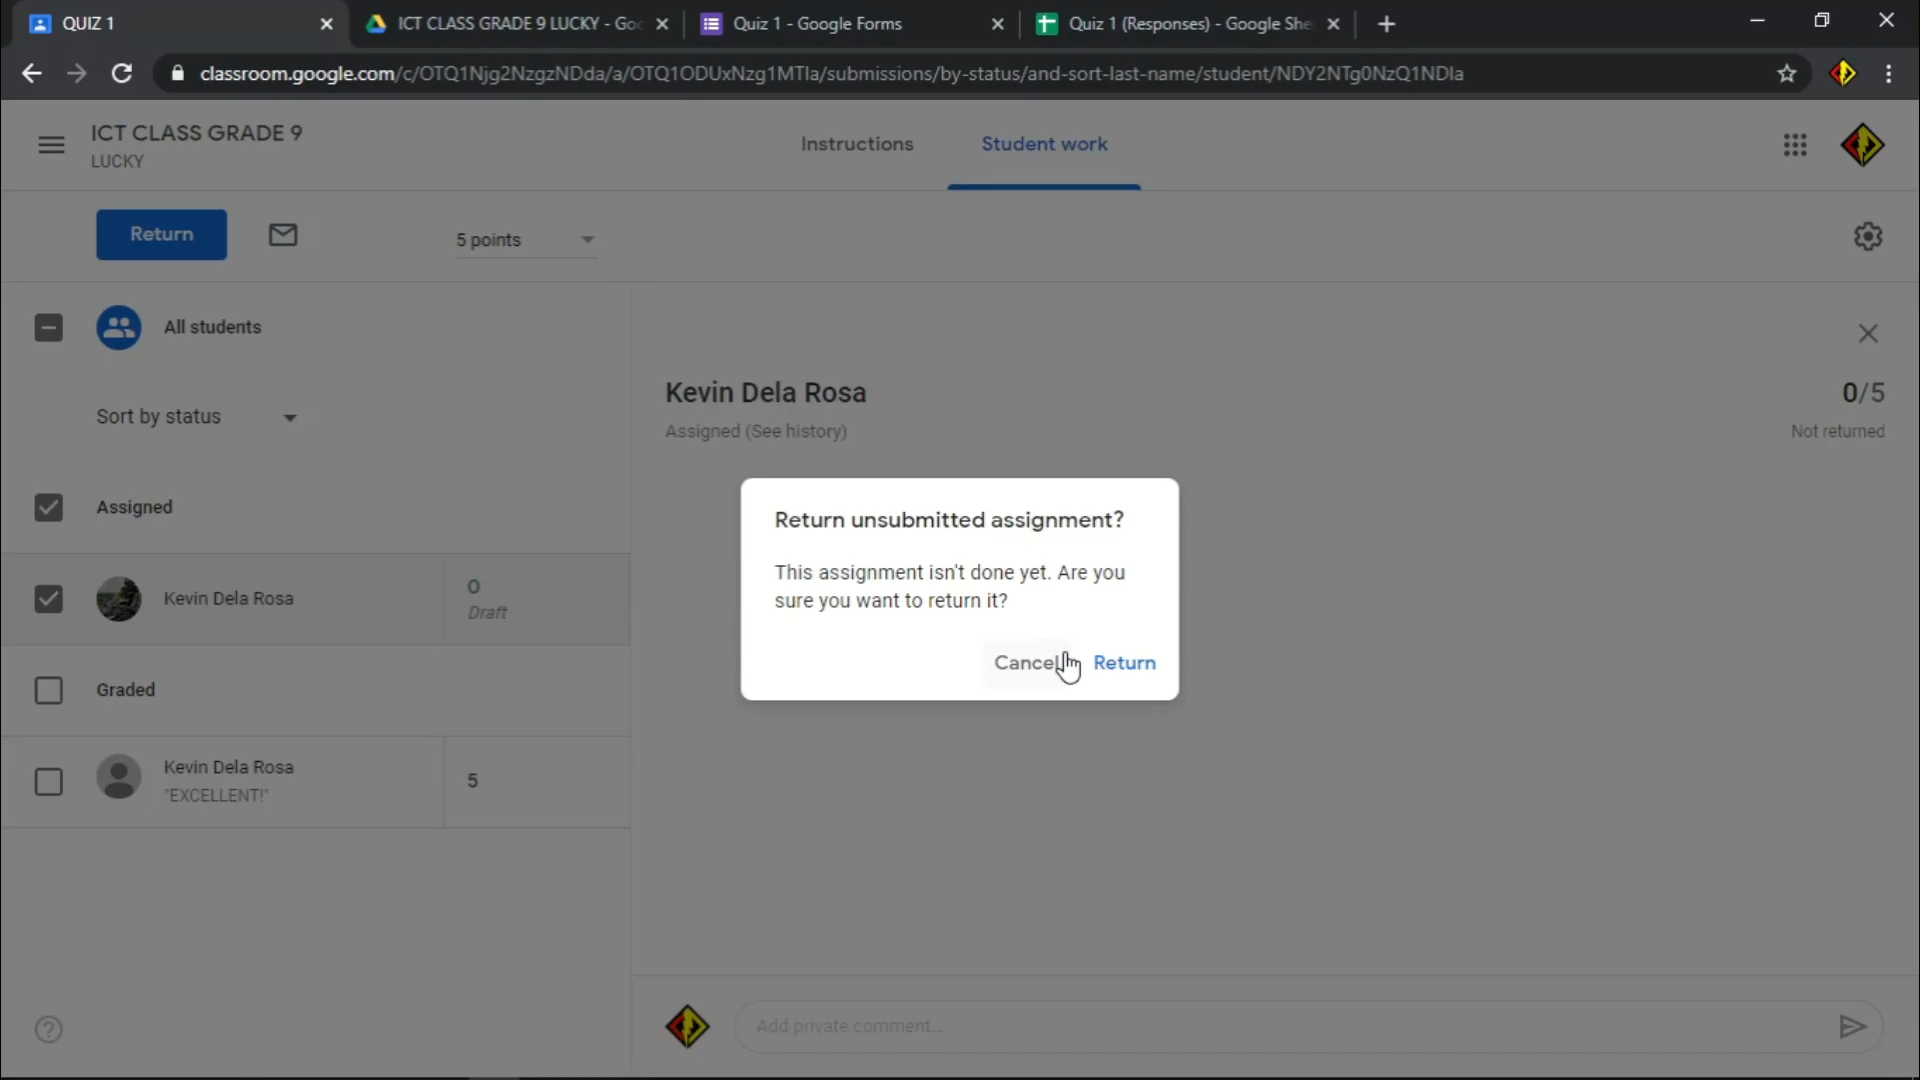 QUIZ 1
ICT CLASS GRADE 9 LUCKY - Goo
Quiz 1 - Google Forms
Quiz 1 (Responses) - Google She
classroom.google.com/c/OTQ1Njg2NzgzNDda/a/OTQ1ODUxNzg1MTla/submissions/by-status/and-sort-last-name/student/NDY2NTg0NzQ1NDla
ICT CLASS GRADE 9
LUCKY
Instructions
Student work
Return
5 points
All students
Sort by status
Kevin Dela Rosa
0/5
Assigned (See history)
Not returned
Assigned
Kevin Dela Rosa
0
Draft
Return unsubmitted assignment?
This assignment isn't done yet. Are you
sure you want to return it?
Cancel
Return
Graded
Kevin Dela Rosa
"EXCELLENT!"
5
Add private comment...